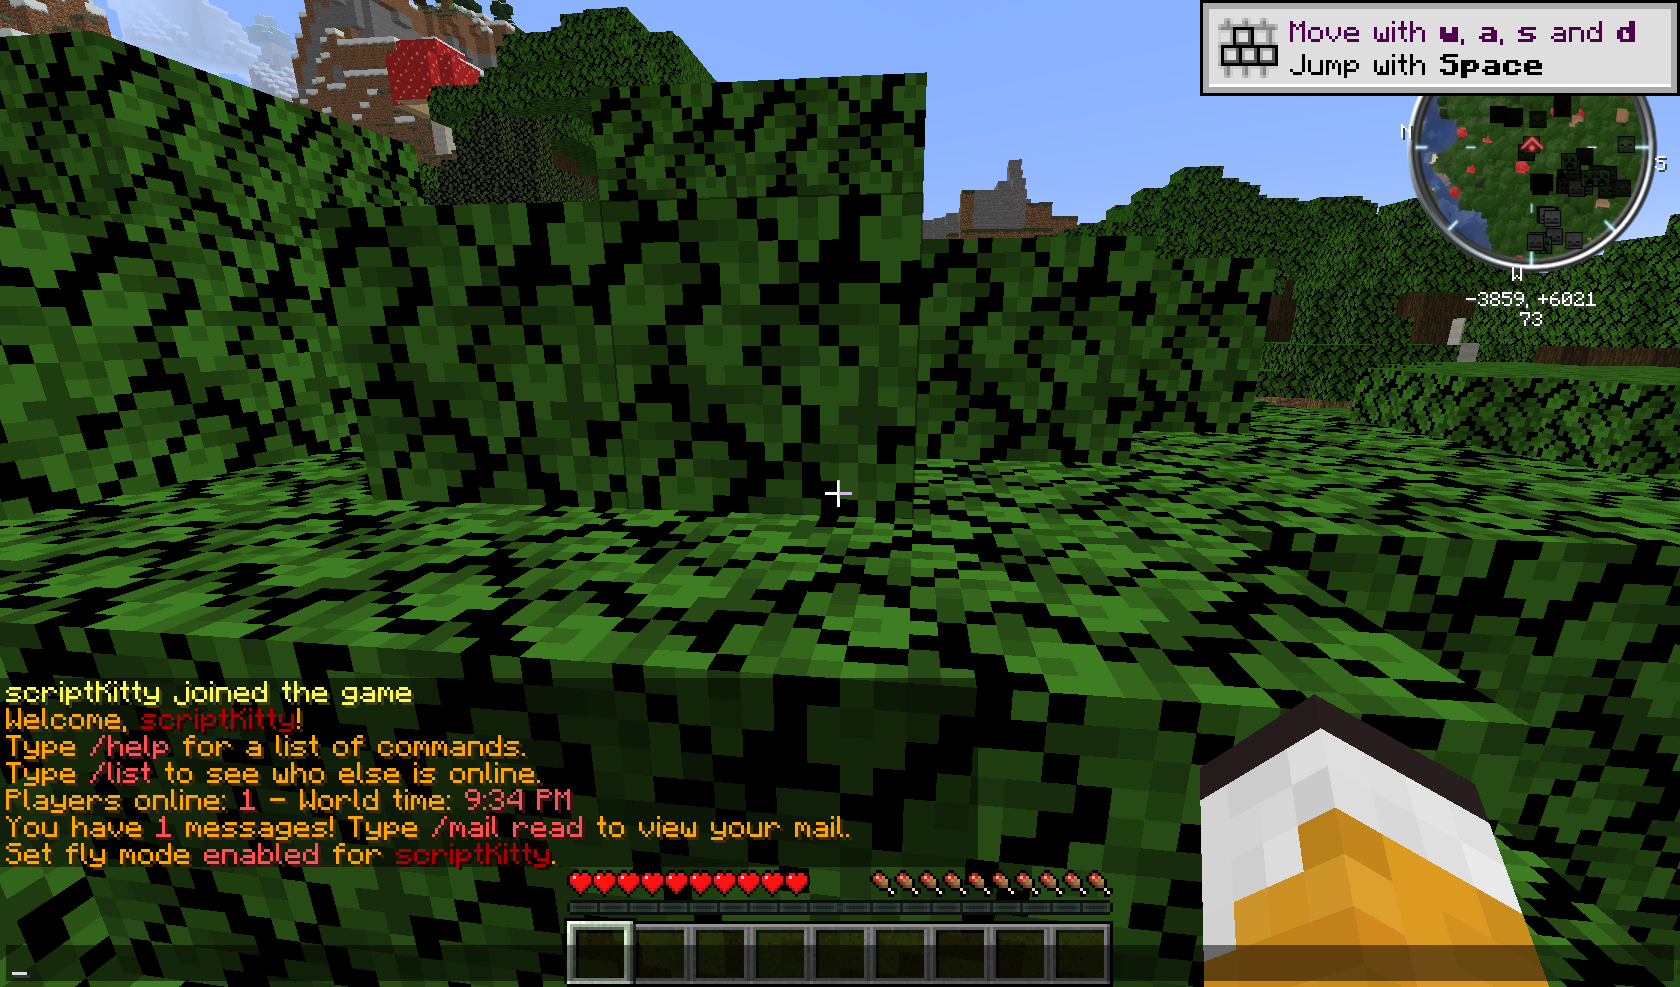 Move with w, a, s and d
Jump with Space
N
S
W
-3859, +6021
73
scriptKitty joined the game
Welcome, scriptKitty!
Type /help for a list of commands.
Type /list to see who else is online.
Players online: 1 - World time: 9:34 PM
You have 1 messages! Type /mail read to view your mail.
Set fly mode enabled for scriptKitty.
_